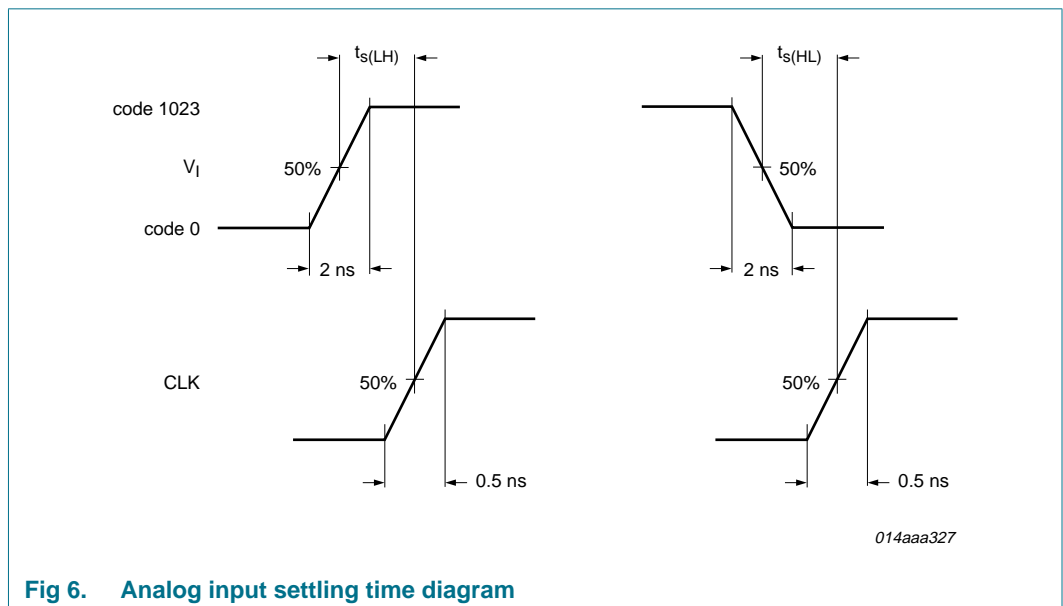 ts(LH)
ts(HL)
code 1023
VI
50%
50%
code 0
2 ns
2 ns
CLK
50%
50%
0.5 ns
0.5 ns
014aaa327
Fig 6. Analog input settling time diagram